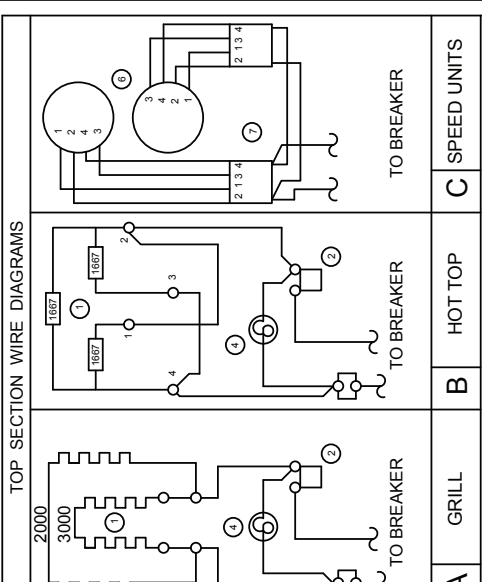 TOP SECTION WIRE DIAGRAMS
6
1 2 4 3
3 4 2 1
2 1 3 4
2 1 3 4
7
TO BREAKER
C SPEED UNITS
1667
1667
1667
1
2
3
1
4
4
2
TO BREAKER
B HOT TOP
2000
3000
1
4
2
TO BREAKER
A GRILL